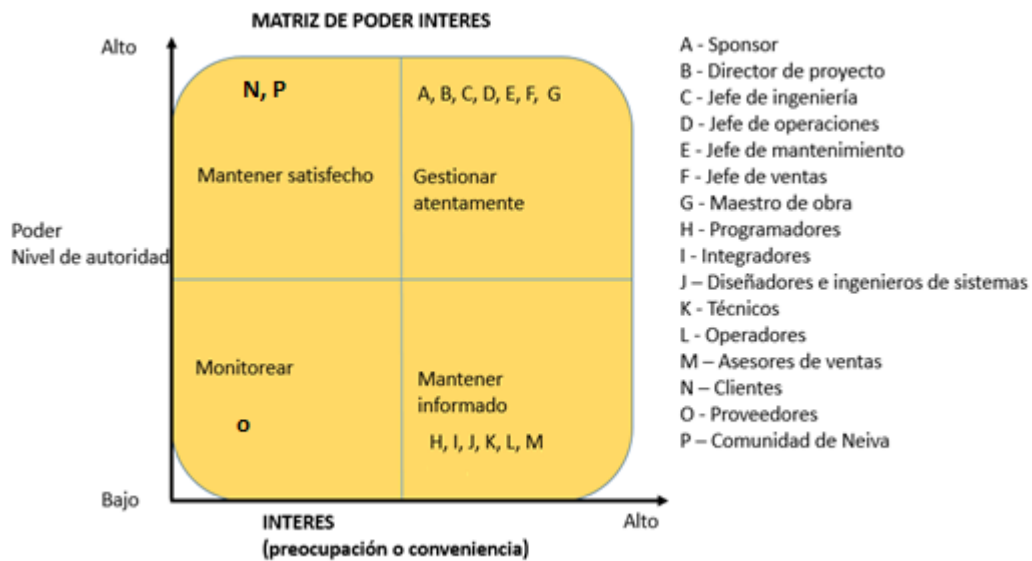 MATRIZ DE PODER INTERES
Alto
N, P
A, B, C, D, E, F, G
Mantener satisfecho
Gestionar
atentamente
Poder
Nivel de autoridad
Monitorear
o
Mantener
informado
H, I, J, K, L, M
Bajo
INTERES
(preocupación o conveniencia)
Alto
A - Sponsor
B - Director de proyecto
C - Jefe de ingeniería
D - Jefe de operaciones
E - Jefe de mantenimiento
F - Jefe de ventas
G - Maestro de obra
H - Programadores
I - Integradores
J – Diseñadores e ingenieros de sistemas
K - Técnicos
L - Operadores
M – Asesores de ventas
N – Clientes
O - Proveedores
P – Comunidad de Neiva